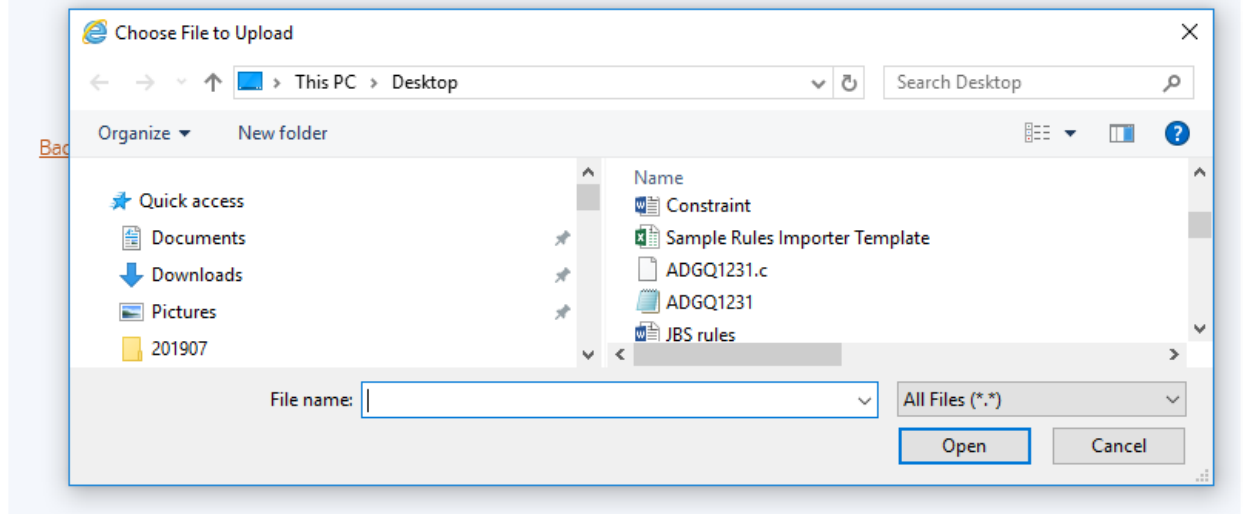 Choose File to Upload
This PC > Desktop
Search Desktop
Organize
New folder
Bac
Quick access
Documents
Downloads
Pictures
201907
Name
Constraint
Sample Rules Importer Template
ADGQ1231.c
ADGQ1231
JBS rules
File name:
All Files (*.*)
Open
Cancel